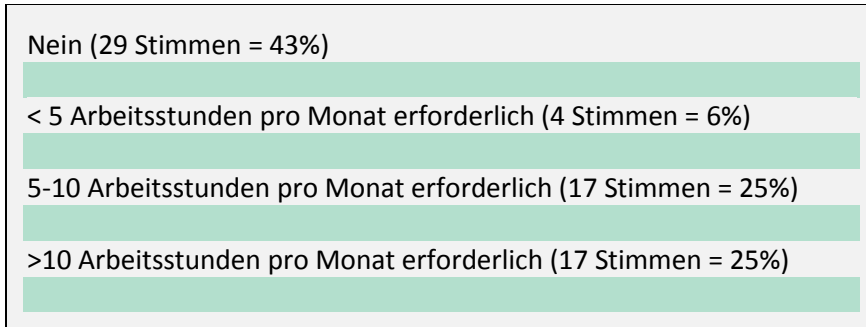 Nein (29 Stimmen = 43%)
< 5 Arbeitsstunden pro Monat erforderlich (4 Stimmen = 6%)
5-10 Arbeitsstunden pro Monat erforderlich (17 Stimmen = 25%)
>10 Arbeitsstunden pro Monat erforderlich (17 Stimmen = 25%)